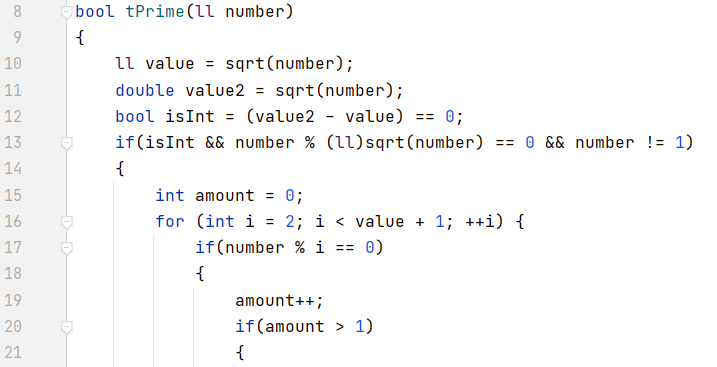 8 bool tPrime(ll number)
9 {
10 ll value = sqrt(number);
11 double value2 = sqrt(number);
12 bool isInt = (value2 - value) == 0;
13 if(isInt && number % (ll)sqrt(number) == 0 && number != 1)
14 {
15 int amount = 0;
16 for (int i = 2; i < value + 1; ++i) {
17 if(number % i == 0)
18 {
19 amount++;
20 if(amount > 1)
21 {